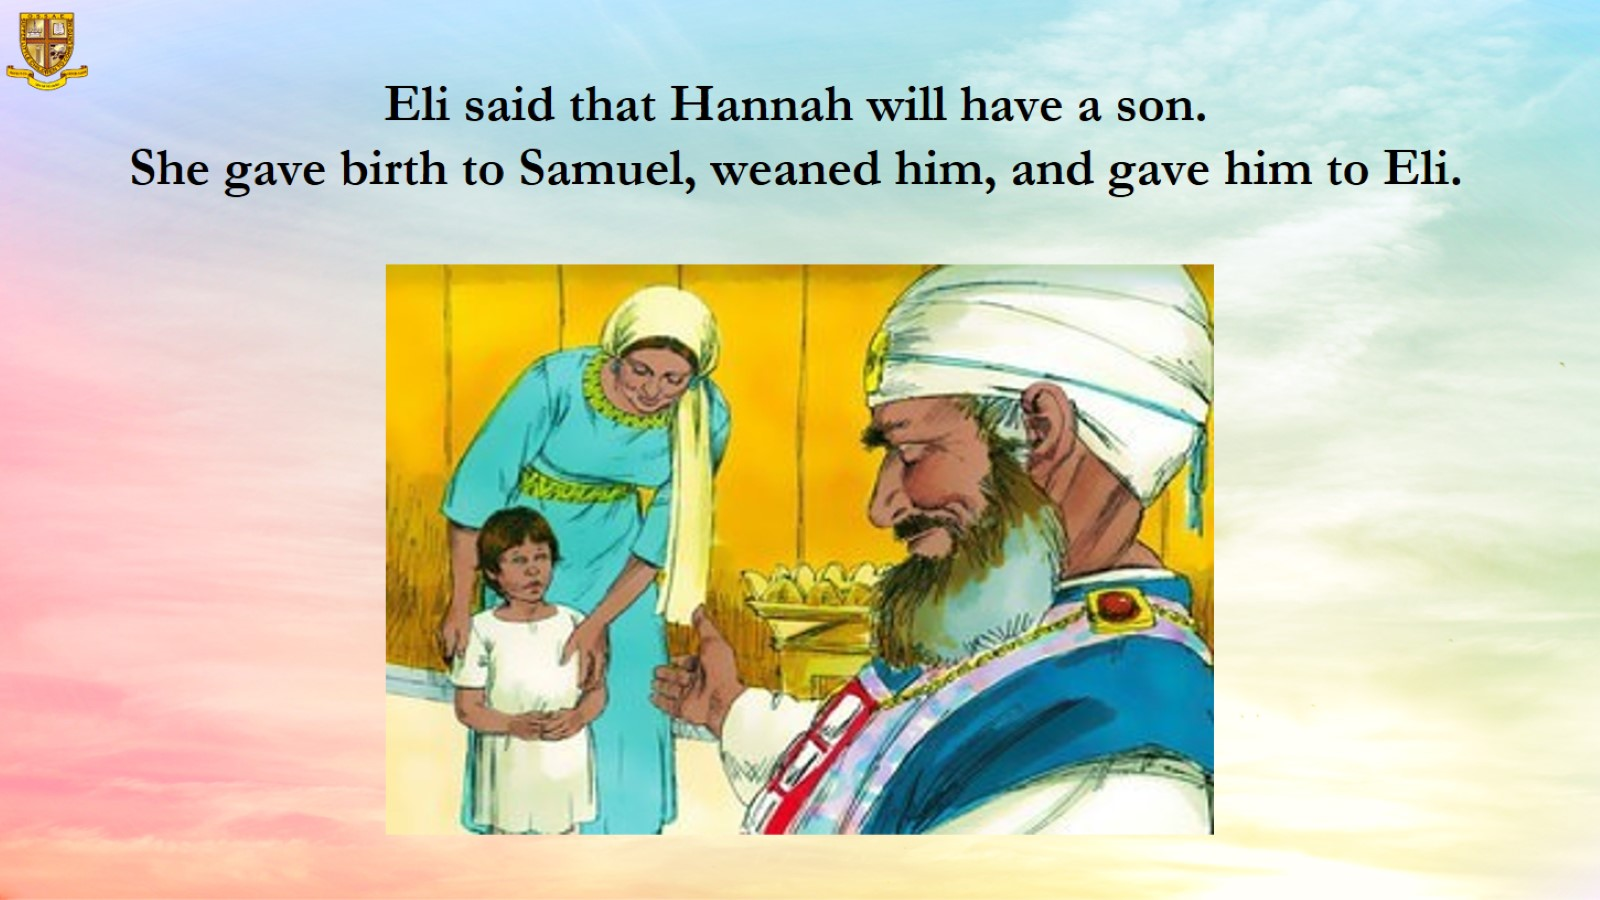 Eli said that Hannah will have a son.
She gave birth to Samuel, weaned him, and gave him to Eli.